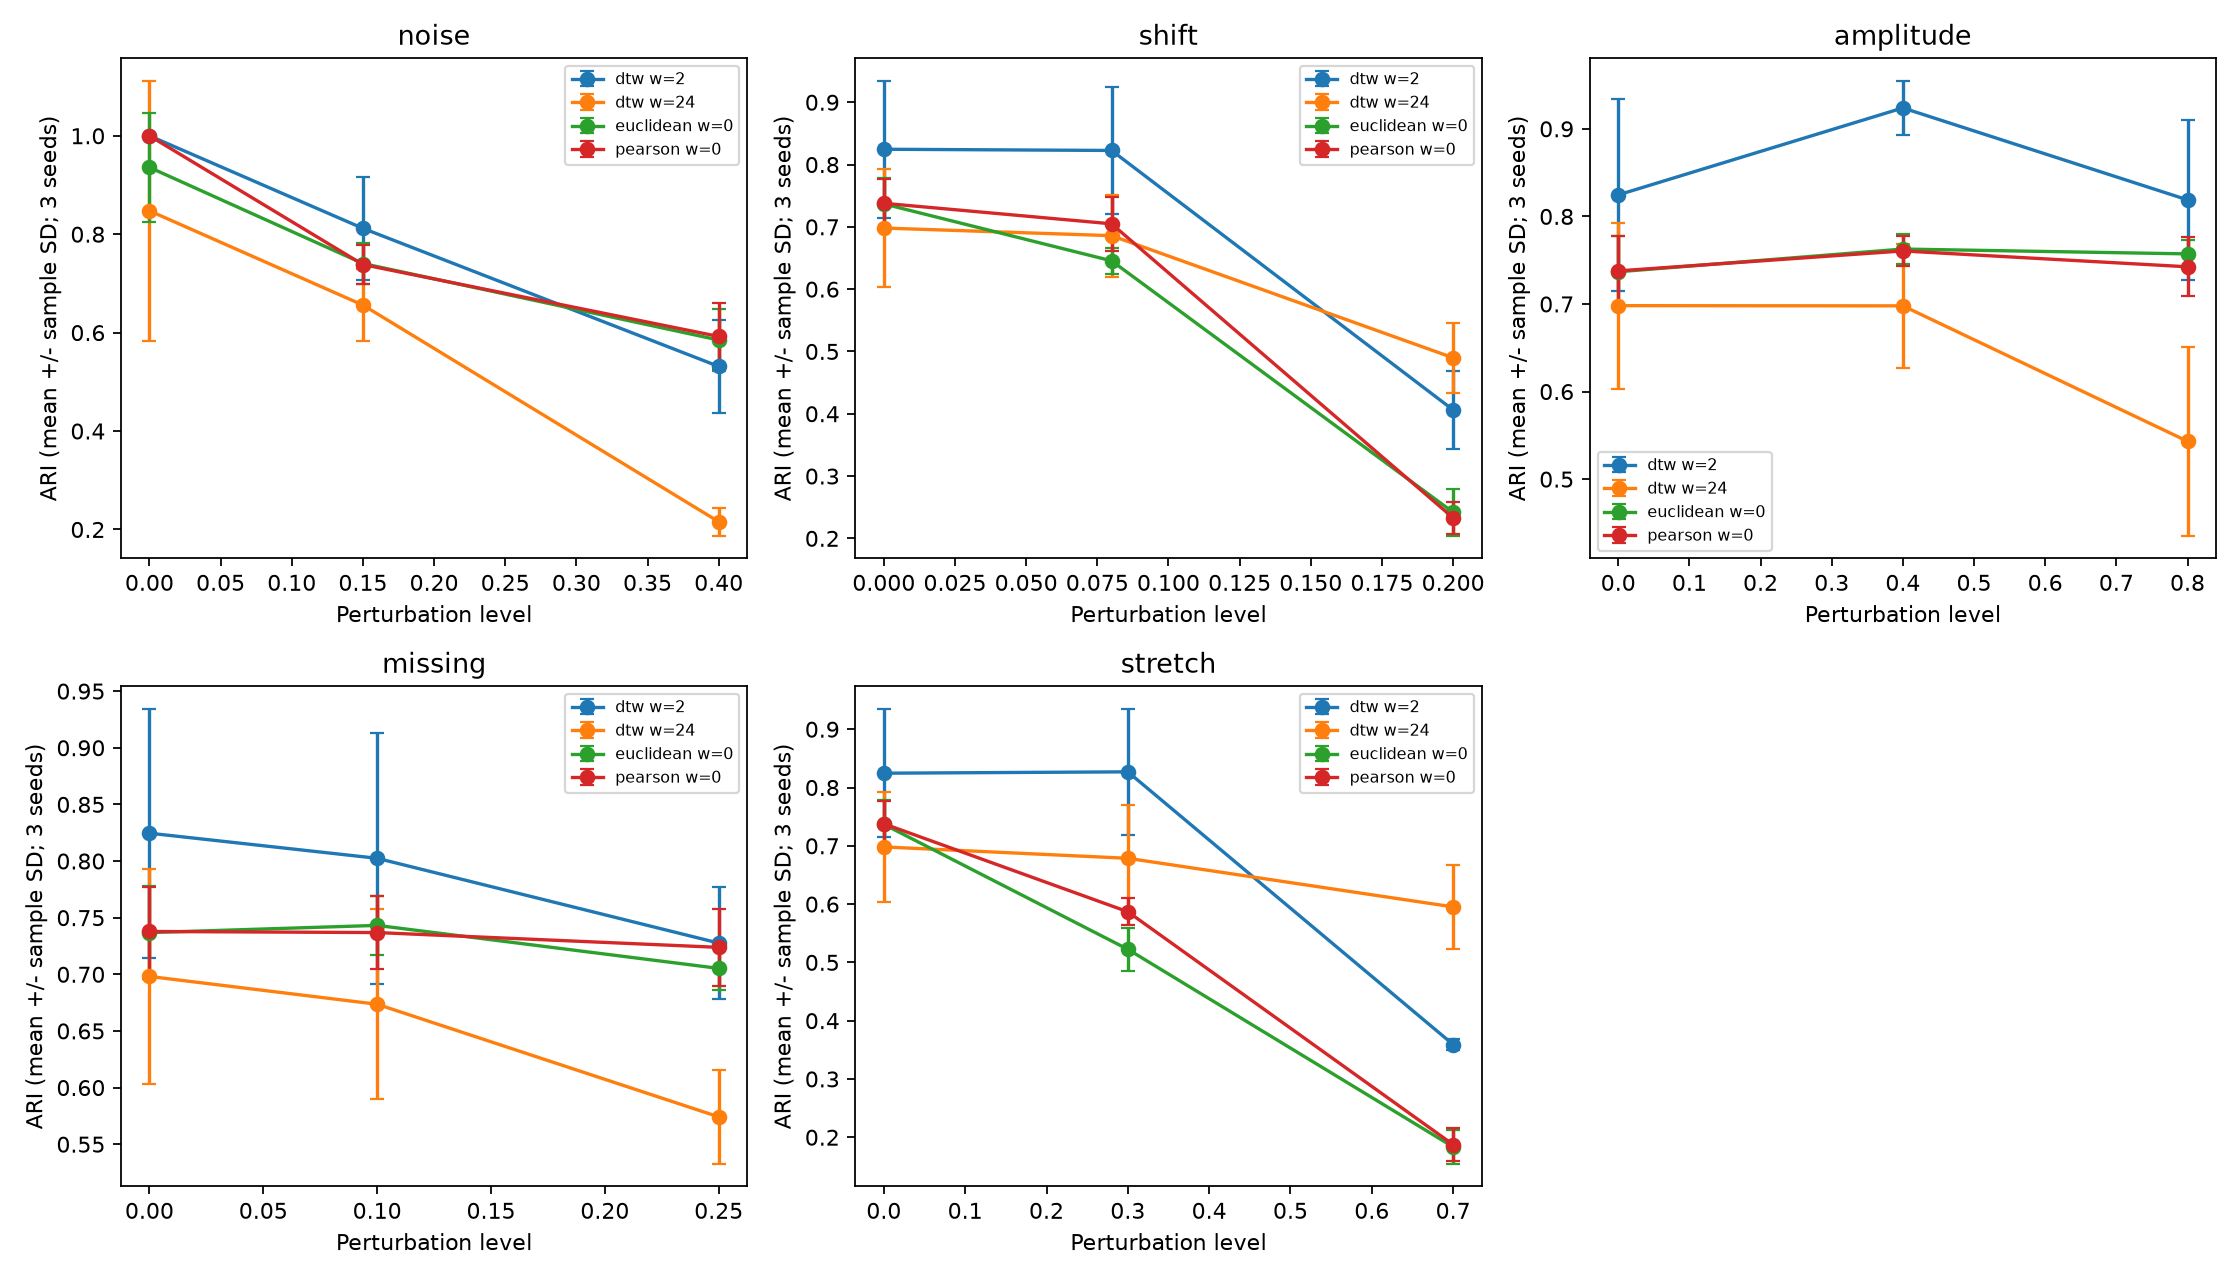 noise
ARI (mean +/- sample SD; 3 seeds)
1.0
0.8
0.6
0.4
0.2
dtw w=2
dtw w=24
euclidean w=0
pearson w=0
0.00 0.05 0.10 0.15 0.20 0.25 0.30 0.35 0.40
Perturbation level
shift
ARI (mean +/- sample SD; 3 seeds)
0.9
0.8
0.7
0.6
0.5
0.4
0.3
0.2
dtw w=2
dtw w=24
euclidean w=0
pearson w=0
0.000 0.025 0.050 0.075 0.100 0.125 0.150 0.175 0.200
Perturbation level
amplitude
ARI (mean +/- sample SD; 3 seeds)
0.9
0.8
0.7
0.6
0.5
dtw w=2
dtw w=24
euclidean w=0
pearson w=0
0.0 0.1 0.2 0.3 0.4 0.5 0.6 0.7 0.8
Perturbation level
missing
ARI (mean +/- sample SD; 3 seeds)
0.95
0.90
0.85
0.80
0.75
0.70
0.65
0.60
0.55
dtw w=2
dtw w=24
euclidean w=0
pearson w=0
0.00 0.05 0.10 0.15 0.20 0.25
Perturbation level
stretch
ARI (mean +/- sample SD; 3 seeds)
0.9
0.8
0.7
0.6
0.5
0.4
0.3
0.2
dtw w=2
dtw w=24
euclidean w=0
pearson w=0
0.0 0.1 0.2 0.3 0.4 0.5 0.6 0.7
Perturbation level